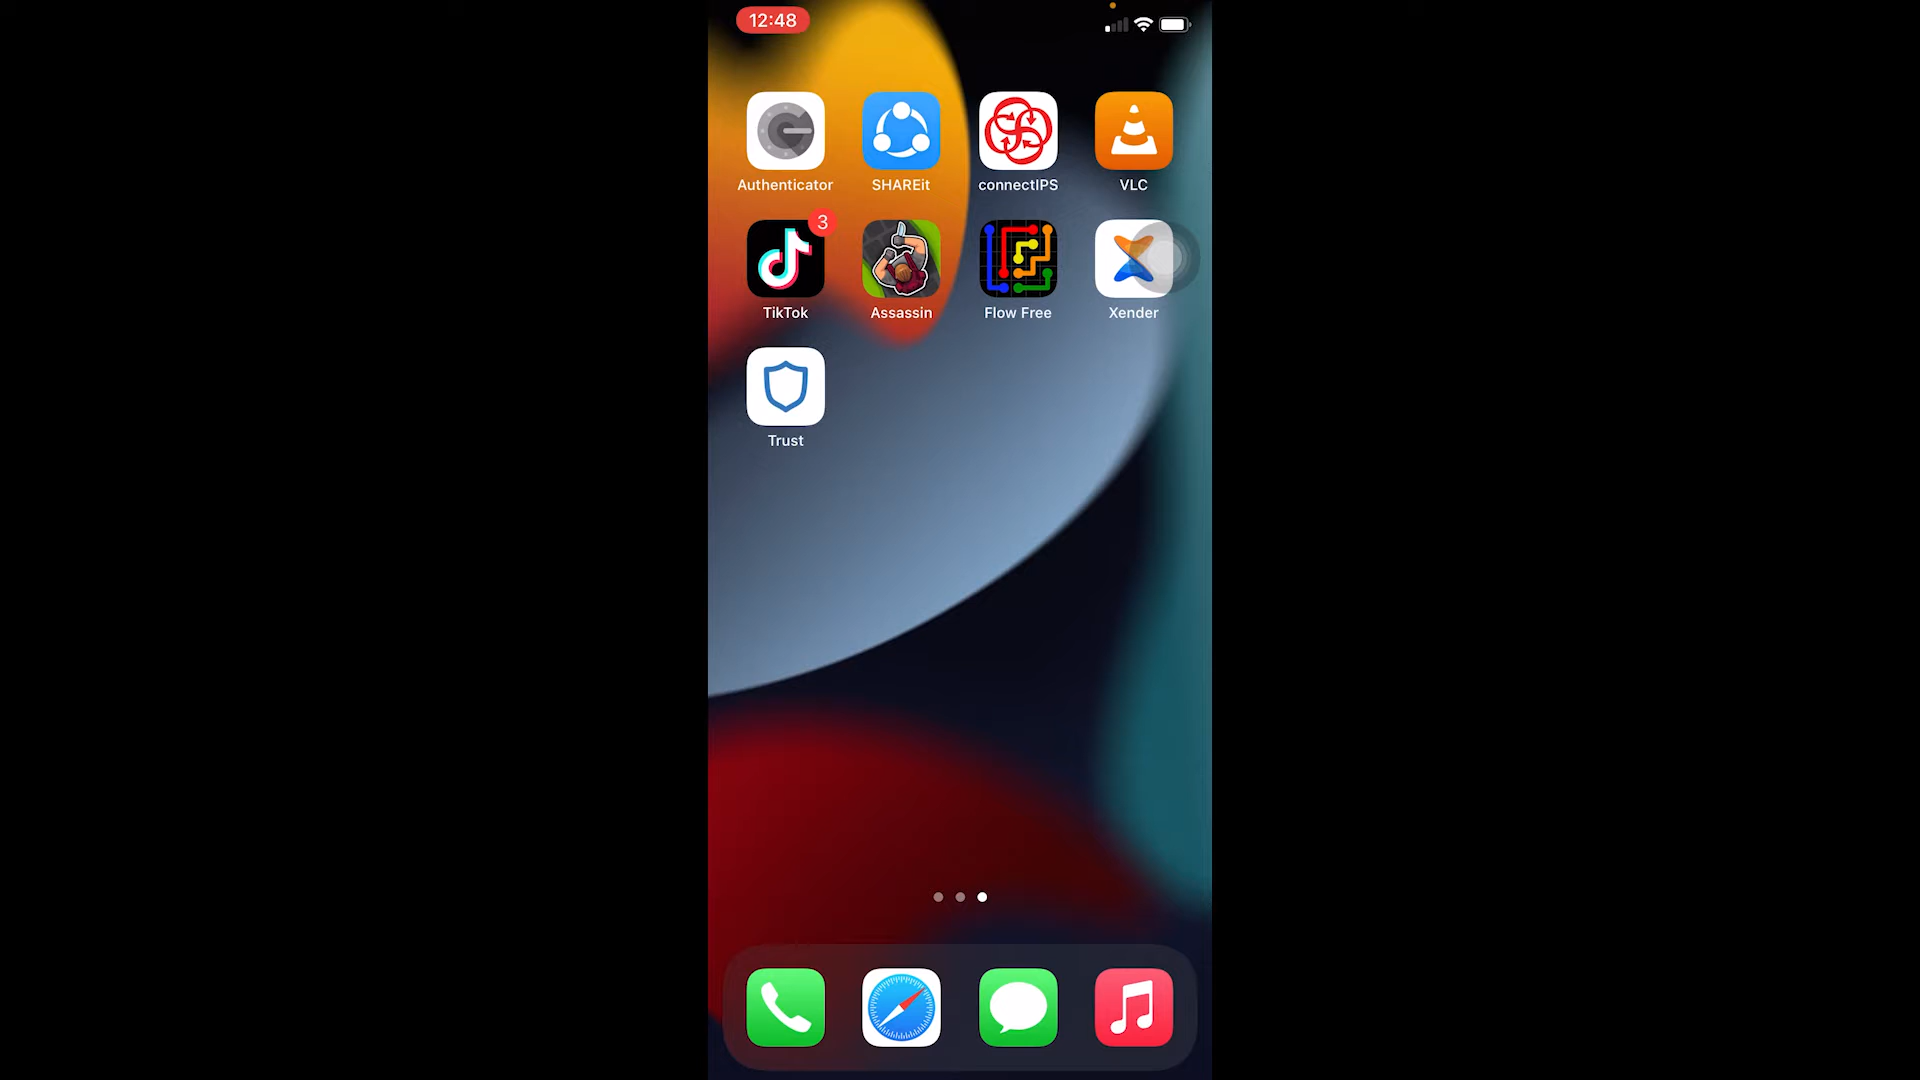 12:48
Authenticator
SHAREit
connectIPS
VLC
3
TikTok
Assassin
Flow Free
Xender
Trust